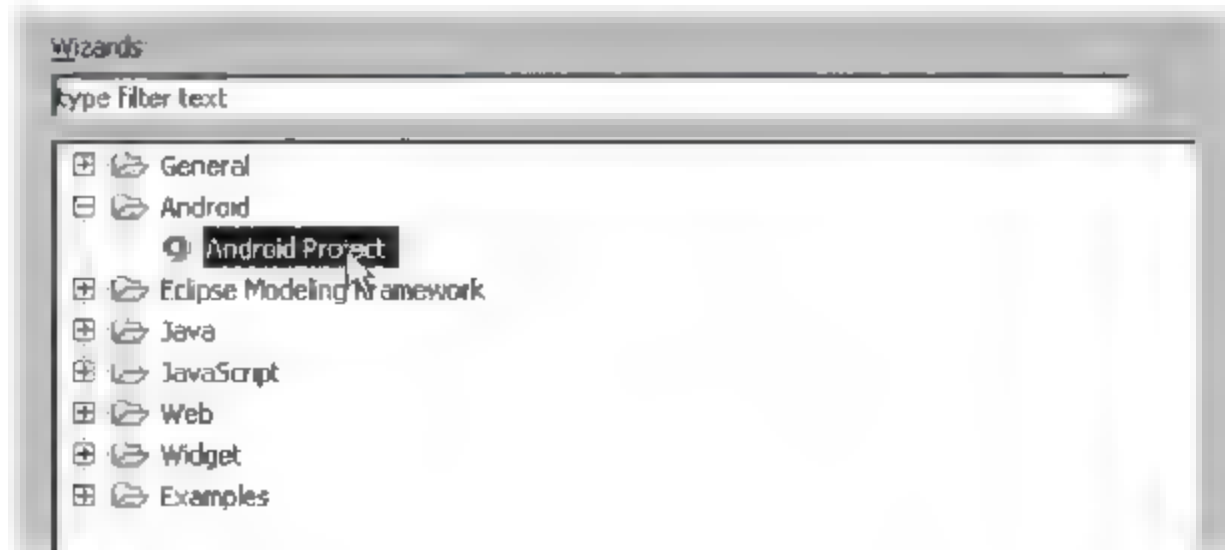 Wizards:
type filter text
General
Android
Android Project
Eclipse Modeling Framework
Java
JavaScript
Web
Widget
Examples